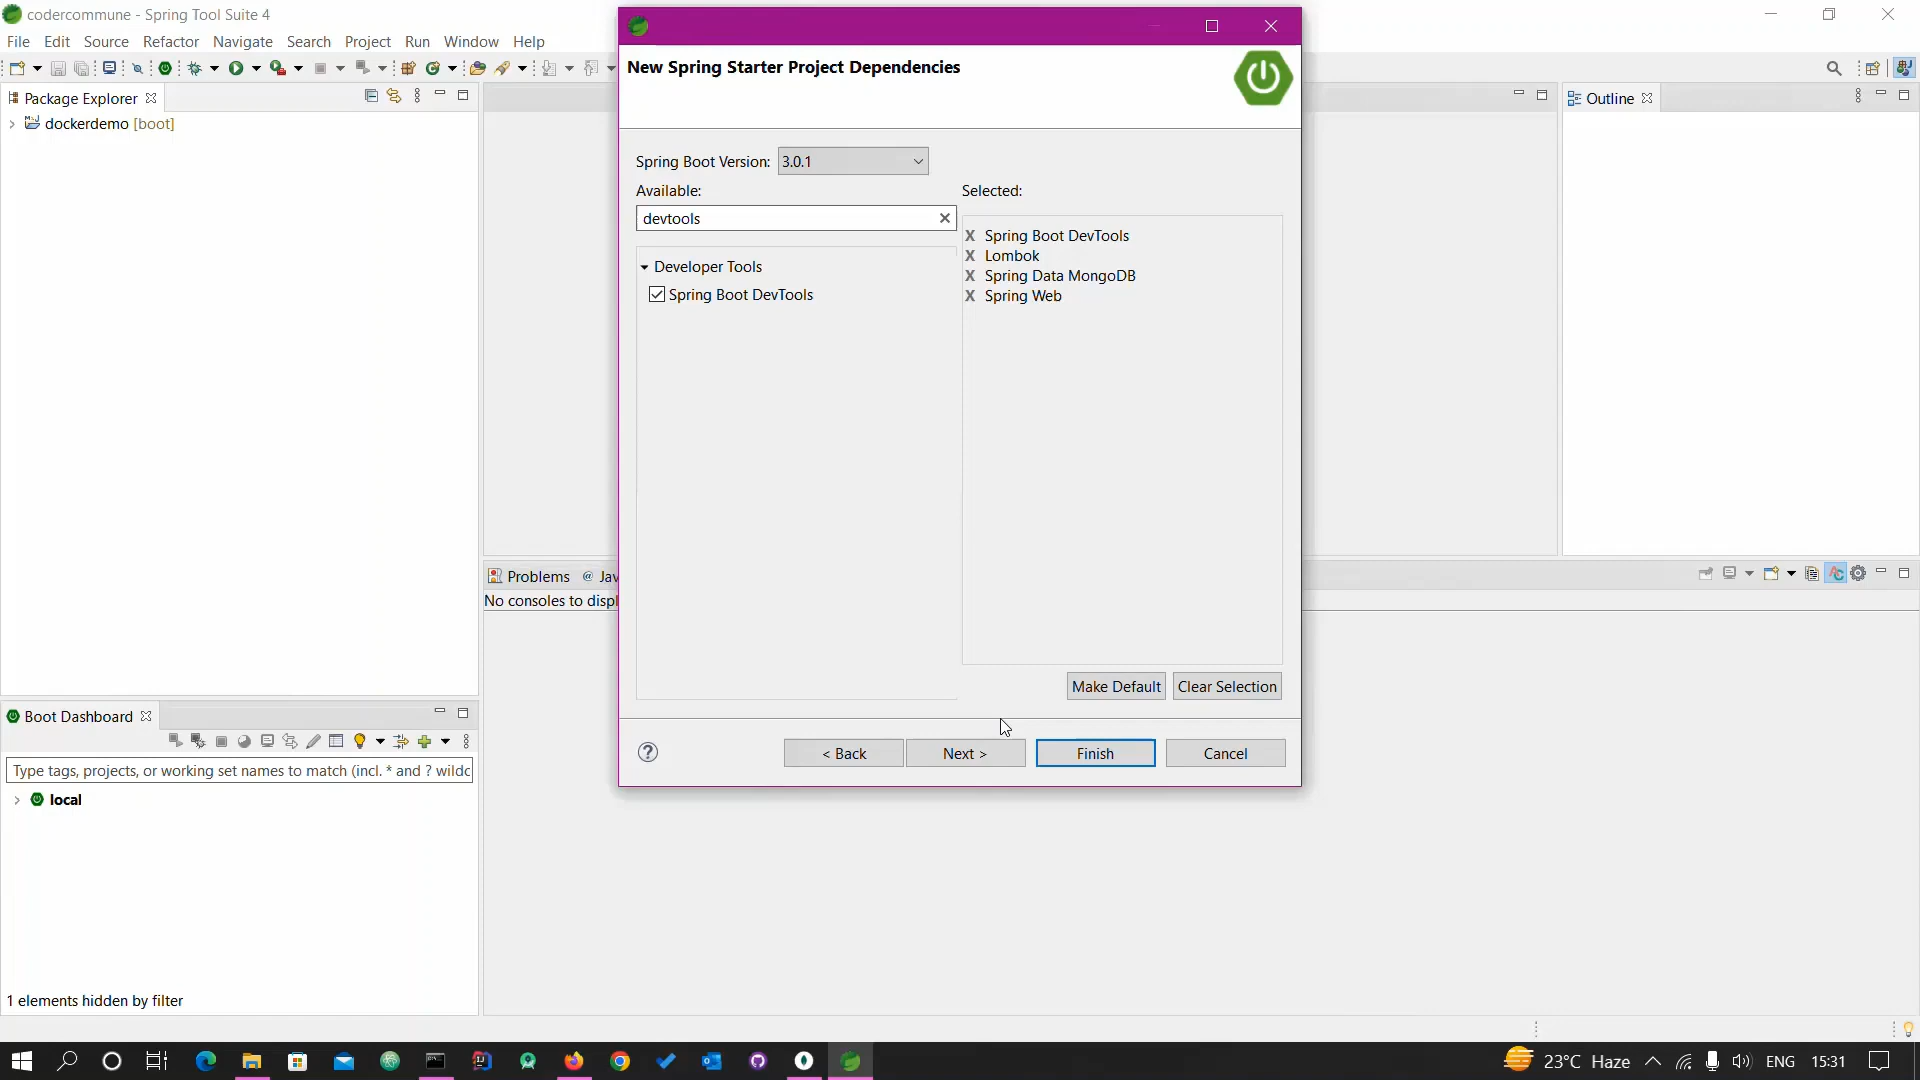 codercommune - Spring Tool Suite 4
File Edit Source Refactor Navigate Search Project Run Window Help
Package Explorer
dockerdemo [boot]
New Spring Starter Project Dependencies
Spring Boot Version: 3.0.1
Available:
Selected:
devtools
Developer Tools
Spring Boot DevTools
X Spring Boot DevTools
X Lombok
X Spring Data MongoDB
X Spring Web
Make Default
Clear Selection
< Back
Next >
Finish
Cancel
Outline
Problems @ Jav
No consoles to displ
Boot Dashboard
Type tags, projects, or working set names to match (incl. * and ? wildc
local
1 elements hidden by filter
23°C Haze
ENG
15:31